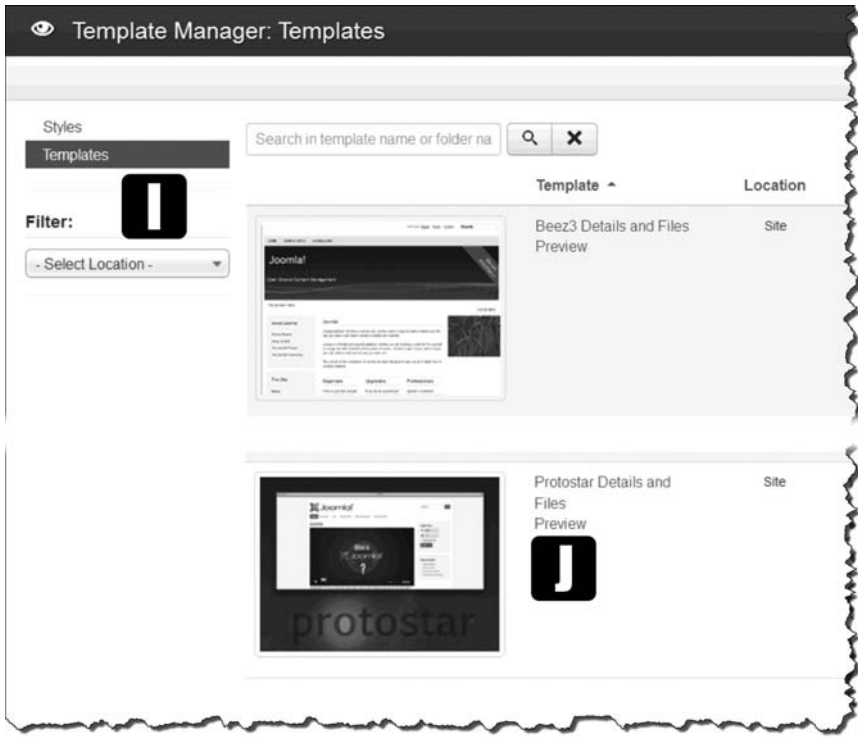 Template Manager: Templates
Styles
Templates
I
Filter:
- Select Location -
Search in template name or folder na
Template Location
Joomla!
Beez3 Details and Files
Preview
Site
Joomla!
protostar
Protostar Details and
Files
Preview
Site
J